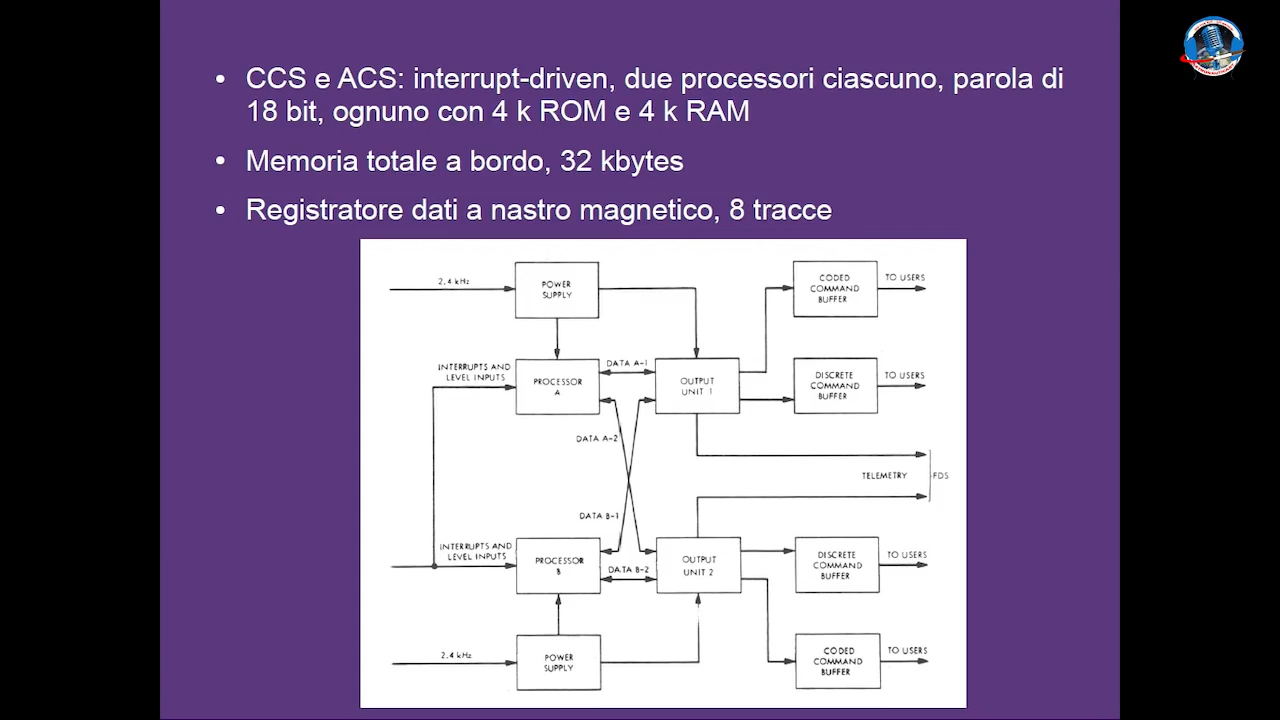 • CCS e ACS: interrupt-driven, due processori ciascuno, parola di
18 bit, ognuno con 4 k ROM e 4 k RAM
• Memoria totale a bordo, 32 kbytes
• Registratore dati a nastro magnetico, 8 tracce
2,4 kHz
POWER
SUPPLY
CODED
COMMAND
BUFFER
TO USERS
INTERRUPTS AND
LEVEL INPUTS
PROCESSOR
A
DATA A-1
OUTPUT
UNIT 1
DISCRETE
COMMAND
BUFFER
TO USERS
DATA A-2
TELEMETRY
FDS
DATA B-1
INTERRUPTS AND
LEVEL INPUTS
PROCESSOR
B
DATA B-2
OUTPUT
UNIT 2
DISCRETE
COMMAND
BUFFER
TO USERS
2,4 kHz
POWER
SUPPLY
CODED
COMMAND
BUFFER
TO USERS